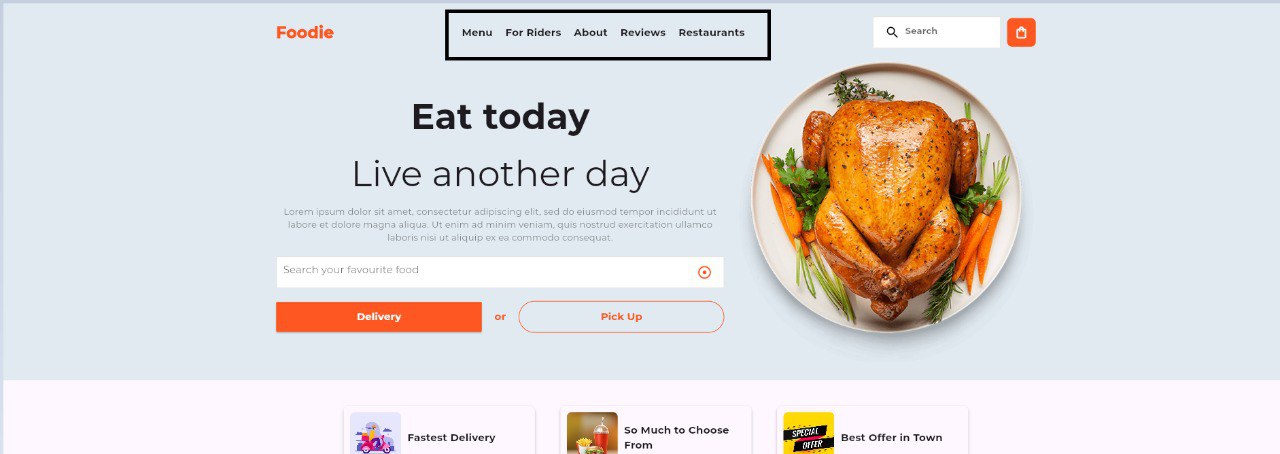 Foodie
Menu For Riders About Reviews Restaurants
Search
Eat today
Live another day
Lorem ipsum dolor sit amet, consectetur adipiscing elit, sed do eiusmod tempor incididunt ut
labore et dolore magna aliqua. Ut enim ad minim veniam, quis nostrud exercitation ullamco
laboris nisi ut aliquip ex ea commodo consequat.
Search your favourite food
Delivery or Pick Up
Fastest Delivery
So Much to Choose
From
SPECIAL
OFFER
Best Offer in Town